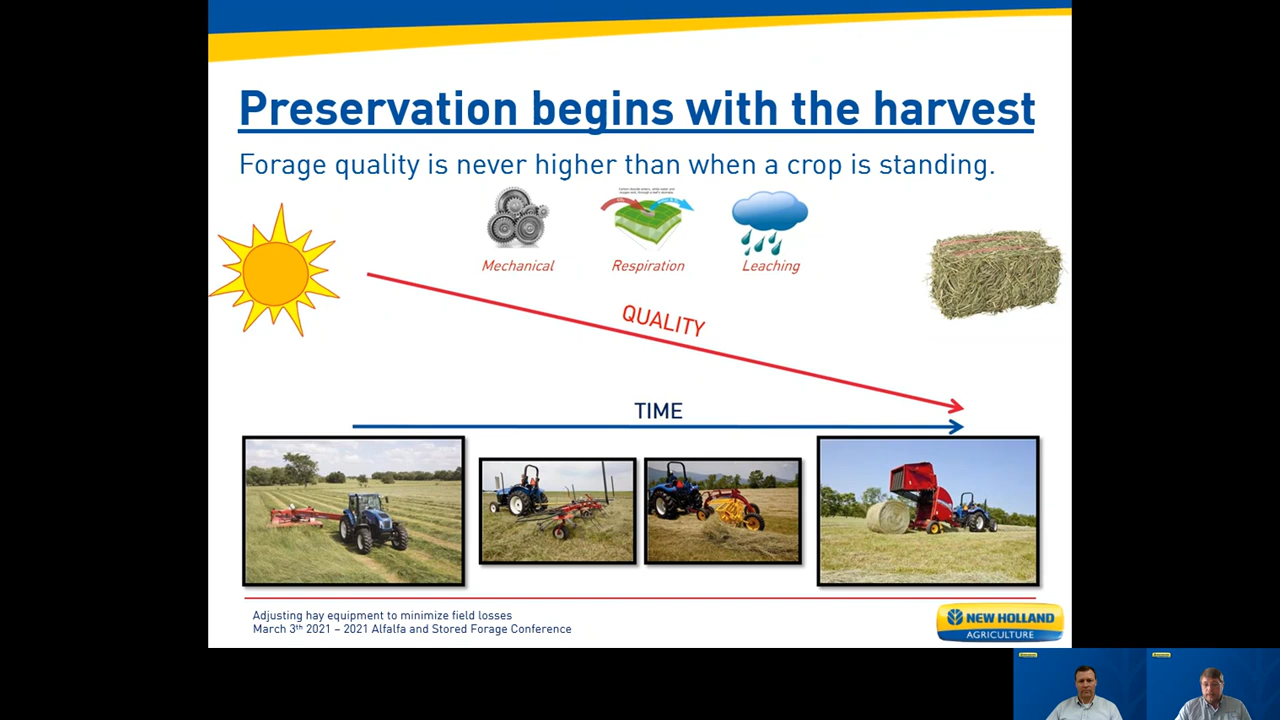 Preservation begins with the harvest
Forage quality is never higher than when a crop is standing.
Mechanical
Respiration
Leaching
QUALITY
TIME
Adjusting hay equipment to minimize field losses
March 3th 2021 – 2021 Alfalfa and Stored Forage Conference
NEW HOLLAND
AGRICULTURE